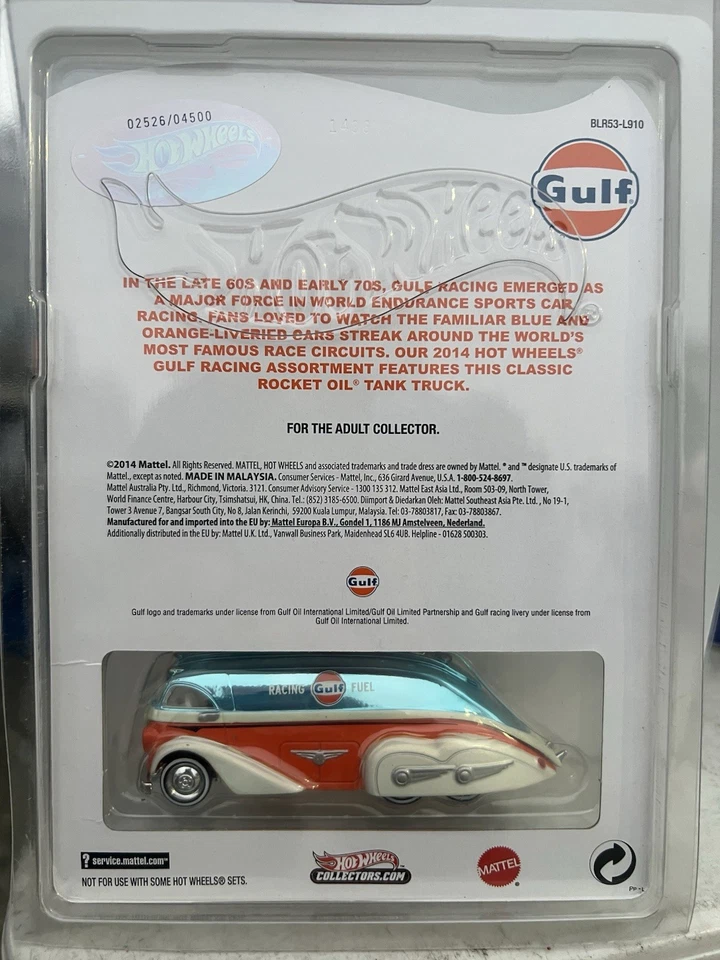 02526/04500
HOT WHEELS
BLR53-L910
Gulf
HOT WHEELS
IN THE LATE 60S AND EARLY 70S, GULF RACING EMERGED AS
A MAJOR FORCE IN WORLD ENDURANCE SPORTS CAR
RACING. FANS LOVED TO WATCH THE FAMILIAR BLUE AND
ORANGE-LIVERIED CARS STREAK AROUND THE WORLD'S
MOST FAMOUS RACE CIRCUITS. OUR 2014 HOT WHEELS®
GULF RACING ASSORTMENT FEATURES THIS CLASSIC
ROCKET OIL® TANK TRUCK.
FOR THE ADULT COLLECTOR.
©2014 Mattel. All Rights Reserved. MATTEL, HOT WHEELS and associated trademarks and trade dress are owned by Mattel. ® and ™ designate U.S. trademarks of
Mattel, except as noted. MADE IN MALAYSIA. Consumer Services - Mattel, Inc., 636 Girard Avenue, U.S.A. 1-800-524-8697.
Mattel Australia Pty. Ltd., Richmond, Victoria. 3121. Consumer Advisory Service - 1300 135 312. Mattel East Asia Ltd., Room 503-09, North Tower,
World Finance Centre, Harbour City, Tsimshatsui, HK, China. Tel.: (852) 3185-6500. Diimport & Diedarkan Oleh: Mattel Southeast Asia Pte. Ltd. , No 19-1,
Tower 3 Avenue 7, Bangsar South City, No 8, Jalan Kerinchi, 59200 Kuala Lumpur, Malaysia. Tel: 03-78803817, Fax: 03-78803867.
Manufactured for and imported into the EU by: Mattel Europa B.V., Gondel 1, 1186 MJ Amstelveen, Nederland.
Additionally distributed in the EU by: Mattel U.K. Ltd., Vanwall Business Park, Maidenhead SL6 4UB. Helpline - 01628 500303.
Gulf
Gulf logo and trademarks under license from Gulf Oil International Limited/Gulf Oil Limited Partnership and Gulf racing livery under license from
Gulf Oil International Limited.
RACING Gulf FUEL
? service.mattel.com™
NOT FOR USE WITH SOME HOT WHEELS® SETS.
HOT WHEELS
COLLECTORS.COM
MATTEL®